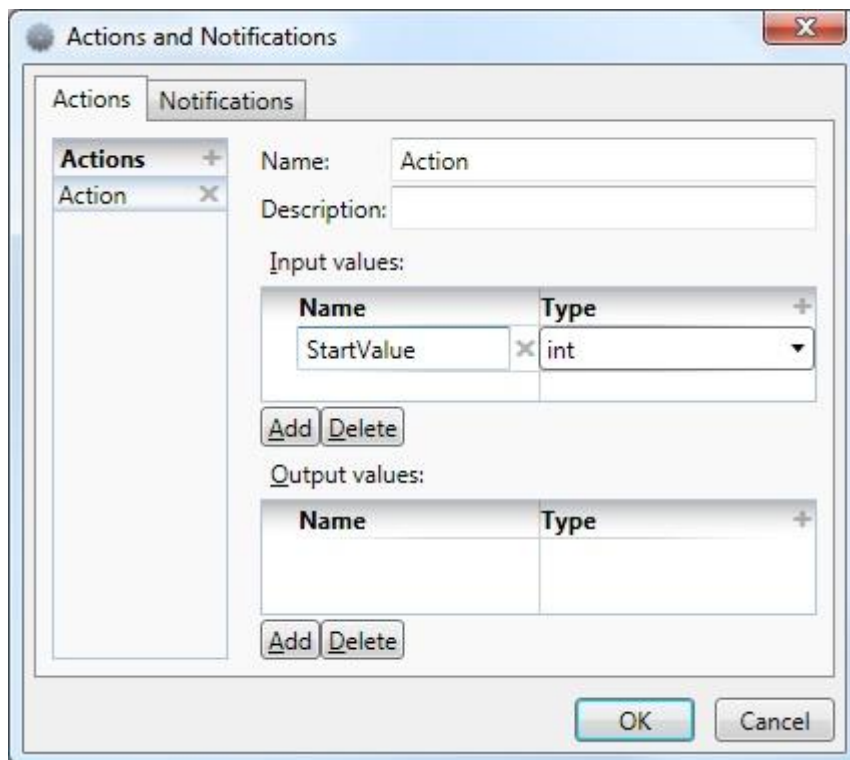 Actions and Notifications
Actions Notifications
Actions
Action
Name: Action
Description:
Input values:
Name Type
StartValue int
Add Delete
Output values:
Name Type
Add Delete
OK Cancel